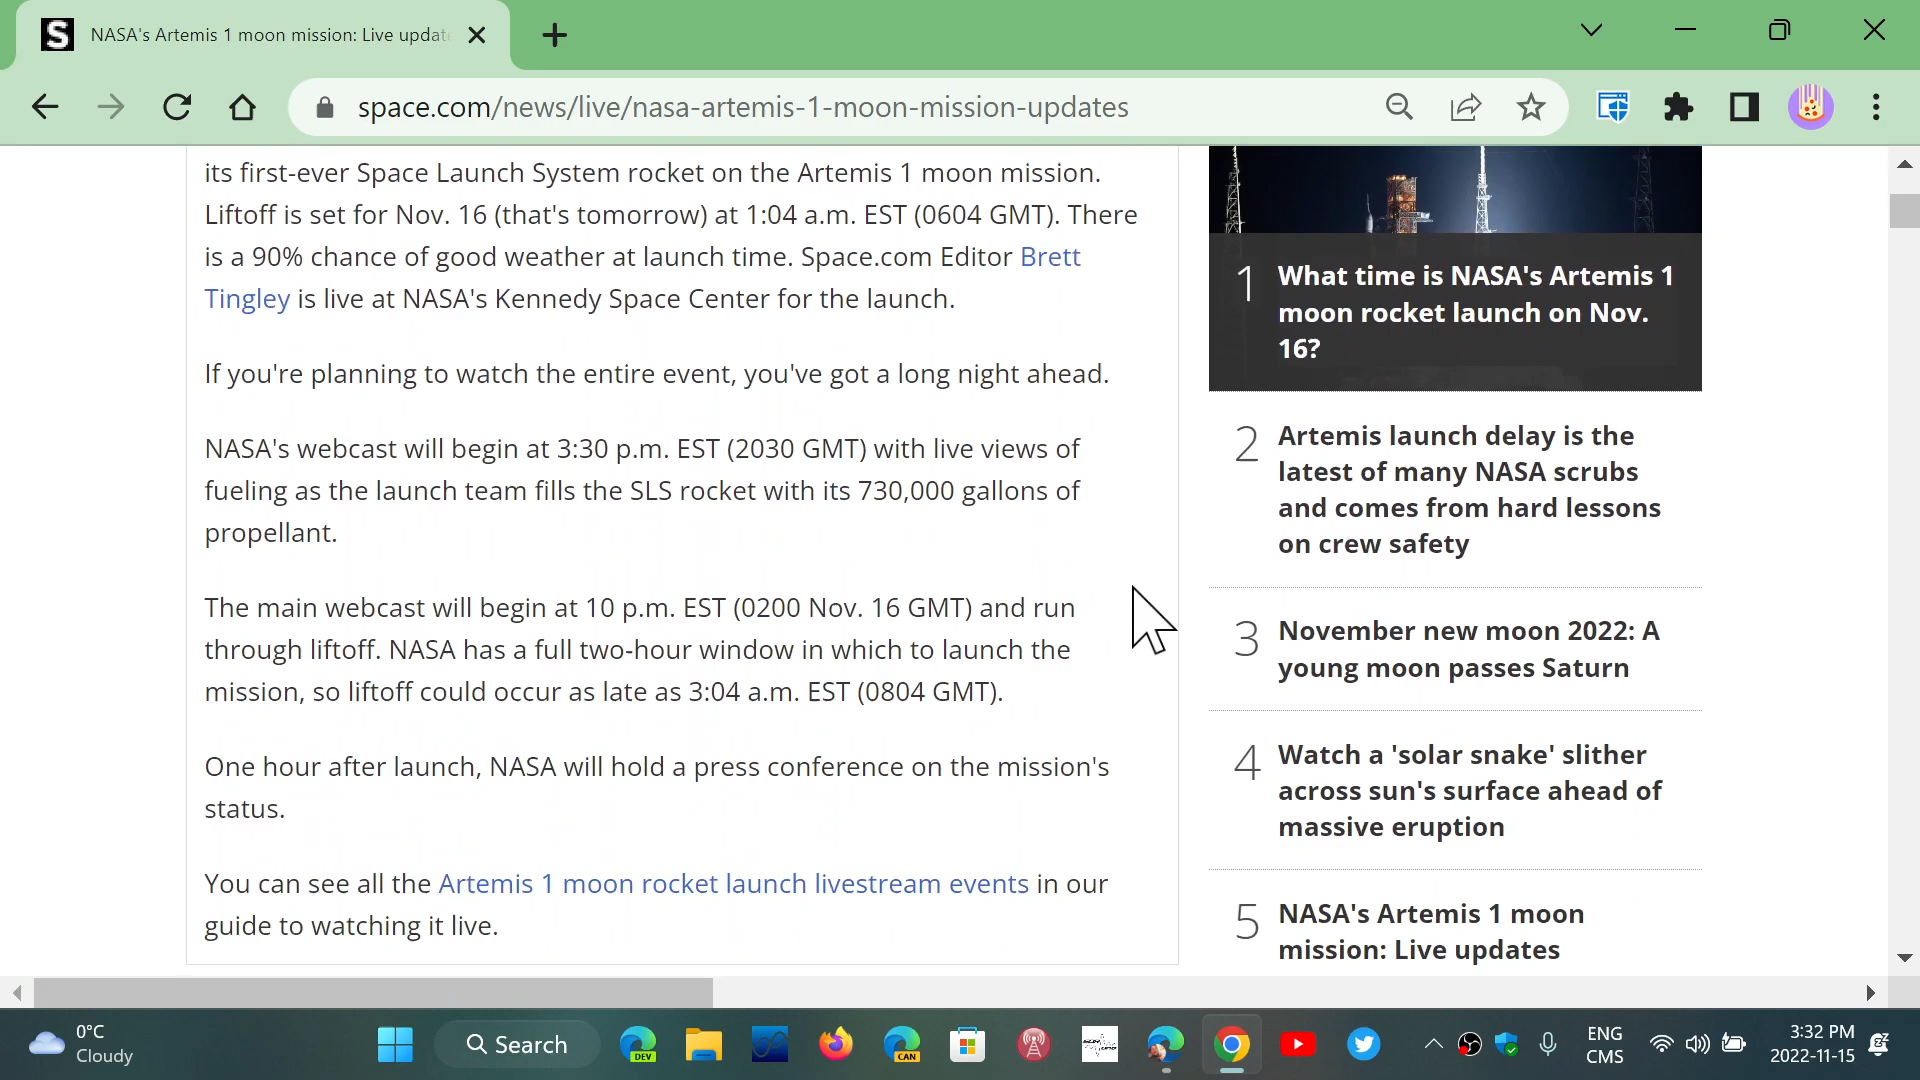 S NASA's Artemis 1 moon mission: Live updat
space.com/news/live/nasa-artemis-1-moon-mission-updates
its first-ever Space Launch System rocket on the Artemis 1 moon mission.
Liftoff is set for Nov. 16 (that's tomorrow) at 1:04 a.m. EST (0604 GMT). There
is a 90% chance of good weather at launch time. Space.com Editor Brett
Tingley is live at NASA's Kennedy Space Center for the launch.
If you're planning to watch the entire event, you've got a long night ahead.
NASA's webcast will begin at 3:30 p.m. EST (2030 GMT) with live views of
fueling as the launch team fills the SLS rocket with its 730,000 gallons of
propellant.
The main webcast will begin at 10 p.m. EST (0200 Nov. 16 GMT) and run
through liftoff. NASA has a full two-hour window in which to launch the
mission, so liftoff could occur as late as 3:04 a.m. EST (0804 GMT).
One hour after launch, NASA will hold a press conference on the mission's
status.
You can see all the Artemis 1 moon rocket launch livestream events in our
guide to watching it live.
1 What time is NASA's Artemis 1
moon rocket launch on Nov.
16?
2 Artemis launch delay is the
latest of many NASA scrubs
and comes from hard lessons
on crew safety
3 November new moon 2022: A
young moon passes Saturn
4 Watch a 'solar snake' slither
across sun's surface ahead of
massive eruption
5 NASA's Artemis 1 moon
mission: Live updates
0°C
Cloudy
Search
DEV
CAN
ENG
CMS
3:32 PM
2022-11-15